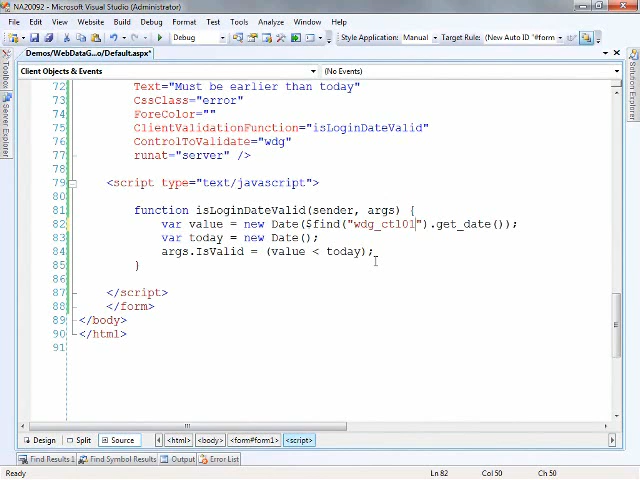 NA20092 - Microsoft Visual Studio (Administrator)
File Edit View Website Build Debug Format Table Tools Analyze Window Help
Debug Style Application: Manual Target Rule: (New Auto ID "#form
Demos/WebDataG...o/Default.aspx*
Client Objects & Events (No Events)
72 Text="Must be earlier than today"
73 CssClass="error"
74 ForeColor=""
75 ClientValidationFunction="isLoginDateValid"
76 ControlToValidate="wdg"
77 runat="server" />
78
79 <script type="text/javascript">
80
81 function isLoginDateValid(sender, args) {
82 var value = new Date($find("wdg_ctl01").get_date());
83 var today = new Date();
84 args.IsValid = (value < today);
85 }
86
87 </script>
88 </form>
89 </body>
90 </html>
91
Toolbox
Server Explorer
Solution Explorer
Design Split Source <html> <body> <form#form1> <script>
Find Results 1 Find Symbol Results Output Error List
Ready Ln 82 Col 50 Ch 50